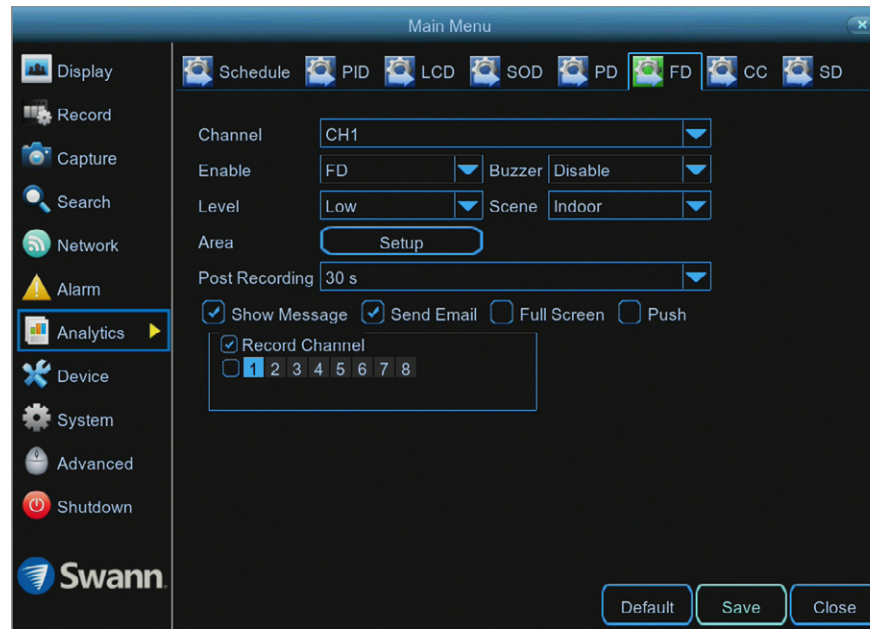 Main Menu
Display
Record
Capture
Search
Network
Alarm
Analytics
Device
System
Advanced
Shutdown
Swann
Schedule PID LCD SOD PD FD CC SD
Channel CH1
Enable FD Buzzer Disable
Level Low Scene Indoor
Area Setup
Post Recording 30 s
Show Message Send Email Full Screen Push
Record Channel
1 2 3 4 5 6 7 8
Default Save Close